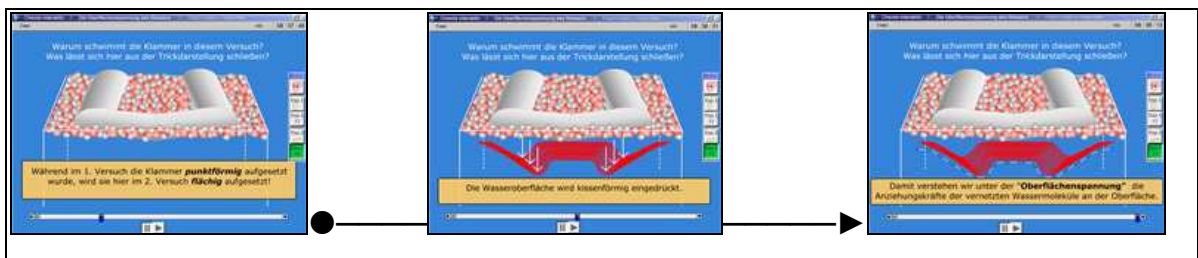 Warum schwimmt die Klammer in diesem Versuch?
Was lässt sich hier aus der Trickdarstellung schließen?
Während im 1. Versuch die Klammer punktförmig aufgesetzt
wurde, wird sie hier im 2. Versuch flächig aufgesetzt!
Warum schwimmt die Klammer in diesem Versuch?
Was lässt sich hier aus der Trickdarstellung schließen?
Die Wasseroberfläche wird kissenförmig eingedrückt.
Warum schwimmt die Klammer in diesem Versuch?
Was lässt sich hier aus der Trickdarstellung schließen?
Damit verstehen wir unter der "Oberflächenspannung" die
Anziehungskräfte der vernetzten Wassermoleküle an der Oberfläche.